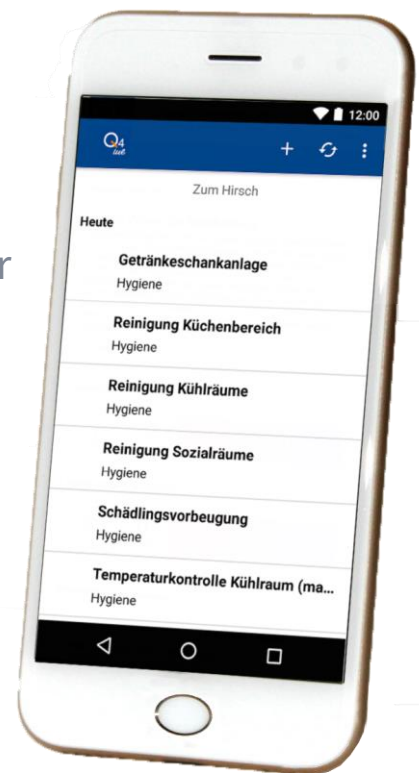 12:00
Q4
Zum Hirsch
Heute
r
Getränkeschankanlage
Hygiene
Reinigung Küchenbereich
Hygiene
Reinigung Kühlräume
Hygiene
Reinigung Sozialräume
Hygiene
Schädlingsvorbeugung
Hygiene
Temperaturkontrolle Kühlraum (ma...
Hygiene